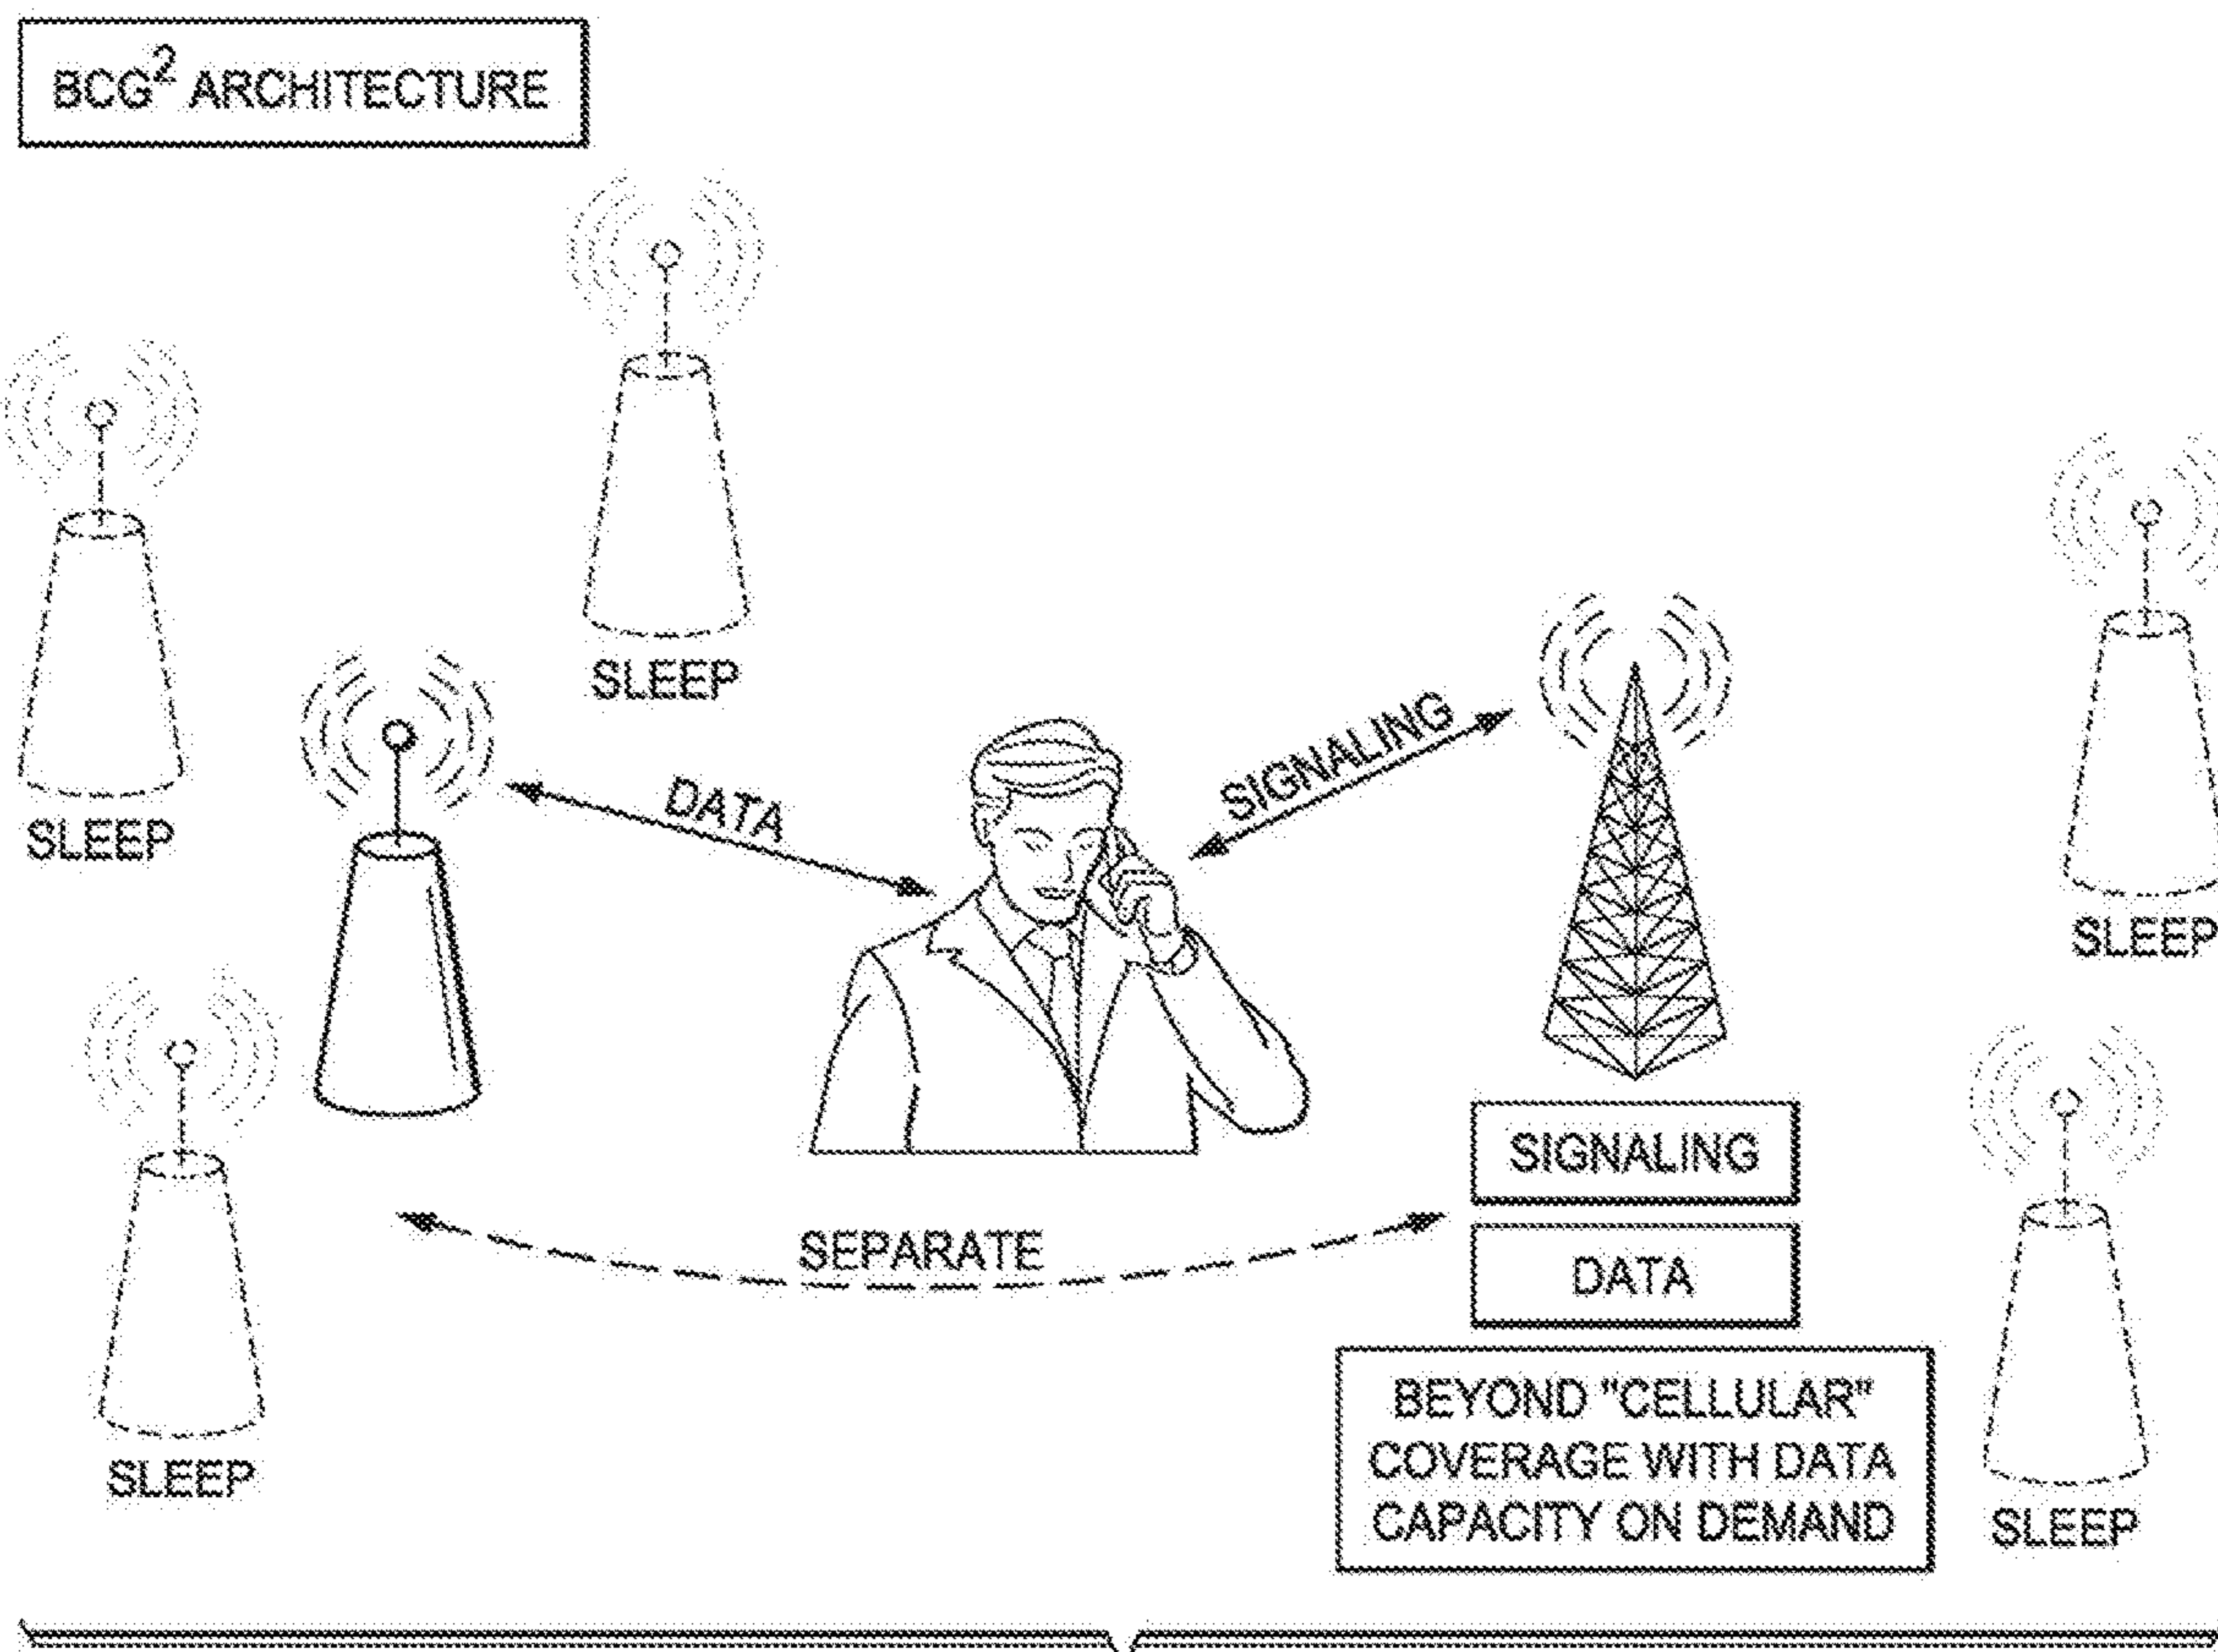 BCG² ARCHITECTURE
SLEEP
SLEEP
DATA
SIGNALING
SLEEP
SLEEP
SEPARATE
SIGNALING
DATA
BEYOND "CELLULAR"
COVERAGE WITH DATA
CAPACITY ON DEMAND
SLEEP